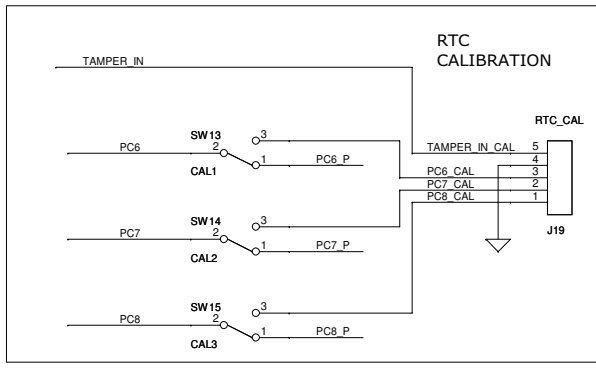 RTC
CALIBRATION
TAMPER_IN
RTC_CAL
SW13
3
PC6
2
1
PC6_P
CAL1
TAMPER_IN_CAL
5
4
PC6_CAL
3
PC7_CAL
2
PC8_CAL
1
J19
SW14
3
PC7
2
1
PC7_P
CAL2
SW15
3
PC8
2
1
PC8_P
CAL3